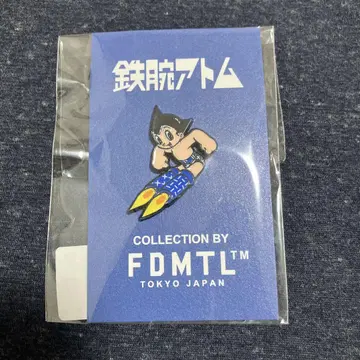 鉄腕アトム
COLLECTION BY
FDMTL™
TOKYO JAPAN